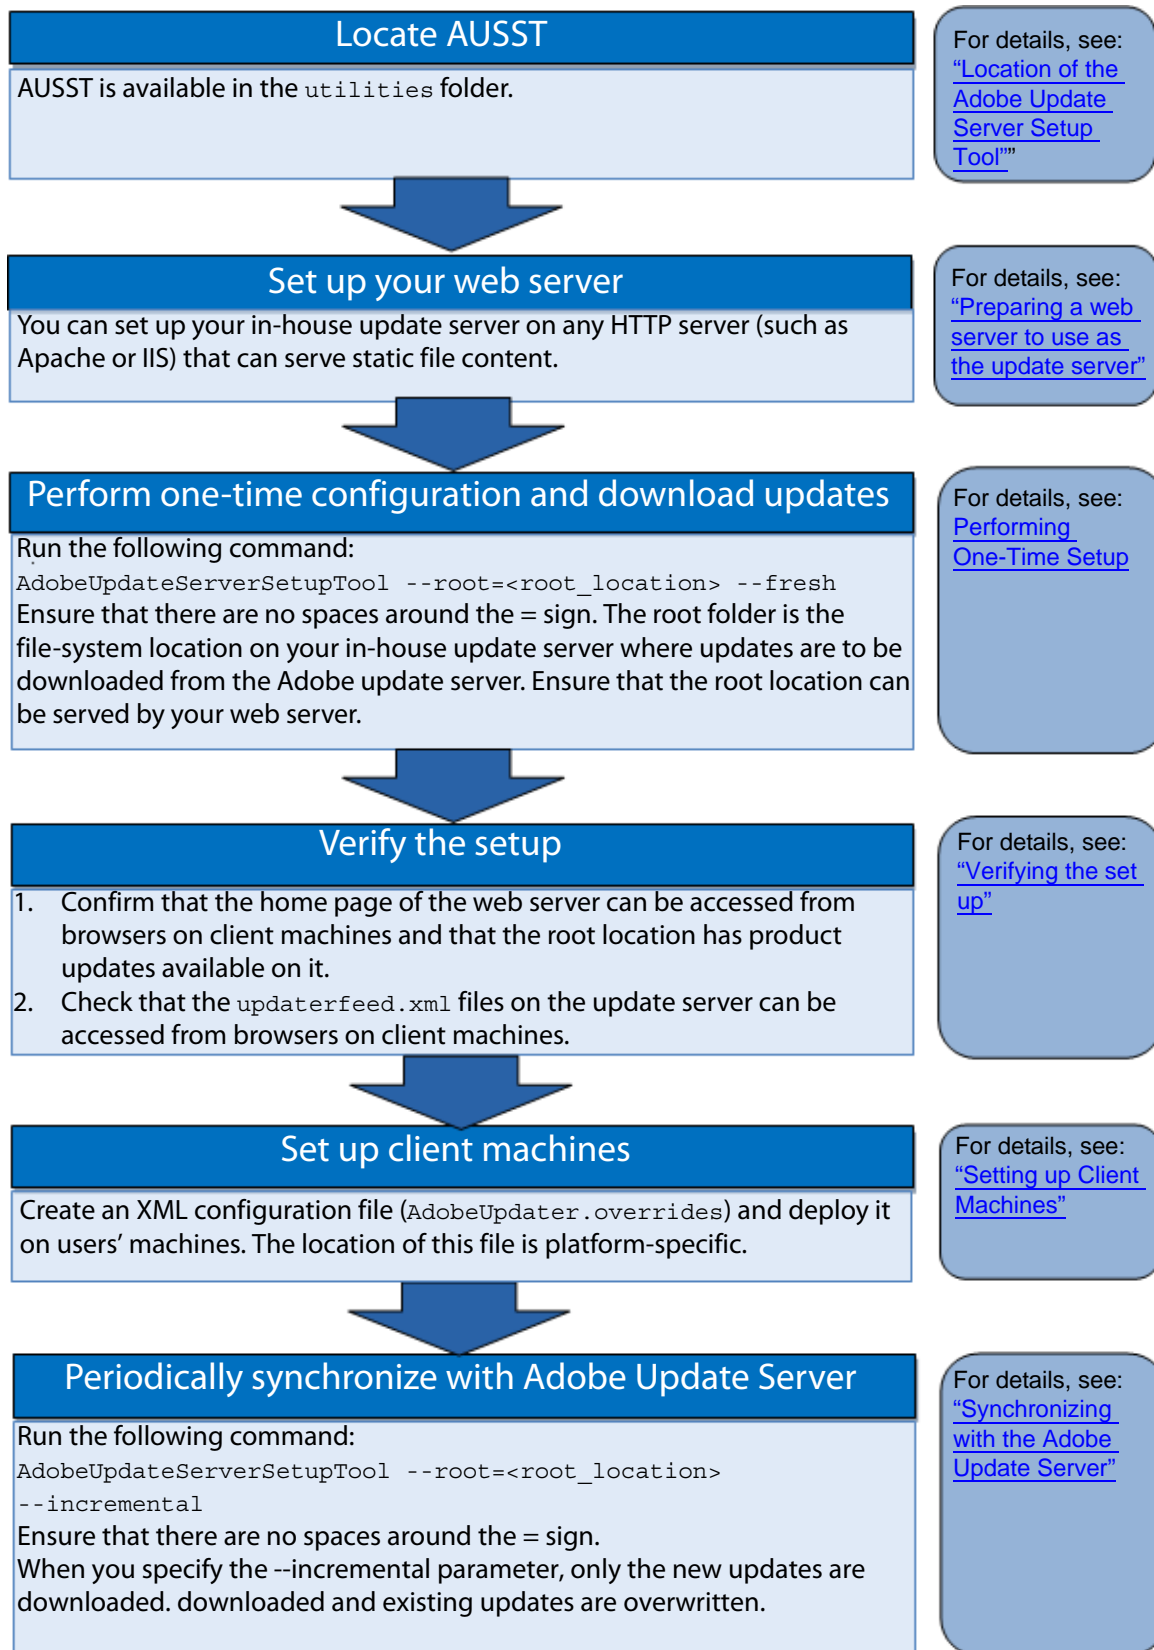 Locate AUSST
AUSST is available in the utilities folder.
For details, see:
“Location of the
Adobe Update
Server Setup
Tool””
Set up your web server
You can set up your in-house update server on any HTTP server (such as
Apache or IIS) that can serve static file content.
For details, see:
“Preparing a web
server to use as
the update server”
Perform one-time configuration and download updates
Run the following command:
AdobeUpdateServerSetupTool --root=<root_location> --fresh
Ensure that there are no spaces around the = sign. The root folder is the
file-system location on your in-house update server where updates are to be
downloaded from the Adobe update server. Ensure that the root location can
be served by your web server.
For details, see:
Performing
One-Time Setup
Verify the setup
1. Confirm that the home page of the web server can be accessed from
browsers on client machines and that the root location has product
updates available on it.
2. Check that the updaterfeed.xml files on the update server can be
accessed from browsers on client machines.
For details, see:
“Verifying the set
up”
Set up client machines
Create an XML configuration file (AdobeUpdater.overrides) and deploy it
on users’ machines. The location of this file is platform-specific.
For details, see:
“Setting up Client
Machines”
Periodically synchronize with Adobe Update Server
Run the following command:
AdobeUpdateServerSetupTool --root=<root_location>
--incremental
Ensure that there are no spaces around the = sign.
When you specify the --incremental parameter, only the new updates are
downloaded. downloaded and existing updates are overwritten.
For details, see:
“Synchronizing
with the Adobe
Update Server”